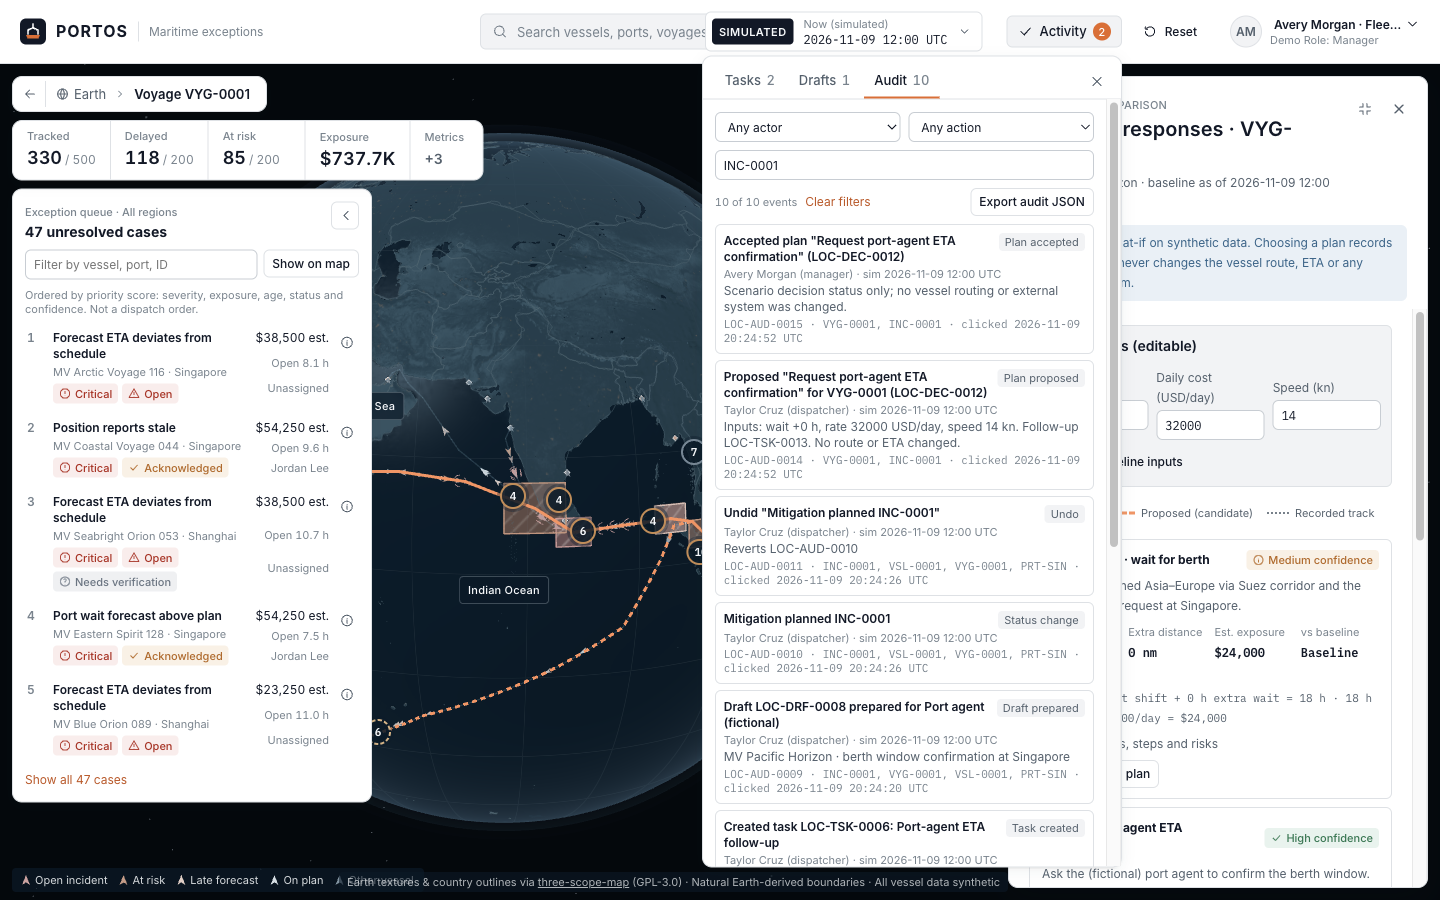 PORTOS
Maritime exceptions
Search vessels, ports, voyages
SIMULATED
Now (simulated)
2026-11-09 12:00 UTC
Activity 2
Reset
AM
Avery Morgan · Flee...
Demo Role: Manager
Earth
Voyage VYG-0001
Tracked
330 / 500
Delayed
118 / 200
At risk
85 / 200
Exposure
$737.7K
Metrics
+3
Exception queue · All regions
47 unresolved cases
Filter by vessel, port, ID
Show on map
Ordered by priority score: severity, exposure, age, status and
confidence. Not a dispatch order.
1
Forecast ETA deviates from
schedule
MV Arctic Voyage 116 · Singapore
Critical
Open
$38,500 est.
Open 8.1 h
Unassigned
2
Position reports stale
MV Coastal Voyage 044 · Singapore
Critical
Acknowledged
$54,250 est.
Open 9.6 h
Jordan Lee
3
Forecast ETA deviates from
schedule
MV Seabright Orion 053 · Shanghai
Critical
Open
Needs verification
$38,500 est.
Open 10.7 h
Unassigned
4
Port wait forecast above plan
MV Eastern Spirit 128 · Singapore
Critical
Acknowledged
$54,250 est.
Open 7.5 h
Jordan Lee
5
Forecast ETA deviates from
schedule
MV Blue Orion 089 · Shanghai
Critical
Open
$23,250 est.
Open 11.0 h
Unassigned
Show all 47 cases
Sea
Indian Ocean
4
4
6
4
7
6
Open incident
At risk
Late forecast
On plan
Earth textures & country outlines via three-scope-map (GPL-3.0) · Natural Earth-derived boundaries · All vessel data synthetic
Tasks 2
Drafts 1
Audit 10
Any actor
Any action
INC-0001
10 of 10 events
Clear filters
Export audit JSON
Accepted plan "Request port-agent ETA
confirmation" (LOC-DEC-0012)
Plan accepted
Avery Morgan (manager) · sim 2026-11-09 12:00 UTC
Scenario decision status only; no vessel routing or external
system was changed.
LOC-AUD-0015 · VYG-0001, INC-0001 · clicked 2026-11-09
20:24:52 UTC
Proposed "Request port-agent ETA
confirmation" for VYG-0001 (LOC-DEC-0012)
Plan proposed
Taylor Cruz (dispatcher) · sim 2026-11-09 12:00 UTC
Inputs: wait +0 h, rate 32000 USD/day, speed 14 kn. Follow-up
LOC-TSK-0013. No route or ETA changed.
LOC-AUD-0014 · VYG-0001, INC-0001 · clicked 2026-11-09
20:24:50 UTC
Undid "Mitigation planned INC-0001"
Undo
Taylor Cruz (dispatcher) · sim 2026-11-09 12:00 UTC
Reverts LOC-AUD-0010
LOC-AUD-0011 · INC-0001, VSL-0001, VYG-0001, PRT-SIN ·
clicked 2026-11-09 20:24:26 UTC
Mitigation planned INC-0001
Status change
Taylor Cruz (dispatcher) · sim 2026-11-09 12:00 UTC
LOC-AUD-0010 · INC-0001, VSL-0001, VYG-0001, PRT-SIN ·
clicked 2026-11-09 20:24:26 UTC
Draft LOC-DRF-0008 prepared for Port agent
(fictional)
Draft prepared
Taylor Cruz (dispatcher) · sim 2026-11-09 12:00 UTC
MV Pacific Horizon · berth window confirmation at Singapore
LOC-AUD-0009 · INC-0001, VYG-0001, VSL-0001, PRT-SIN ·
clicked 2026-11-09 20:24:20 UTC
Created task LOC-TSK-0006: Port-agent ETA
follow-up
Task created
Taylor Cruz (dispatcher) · sim 2026-11-09 12:00 UTC
PARISON
responses · VYG-
zon · baseline as of 2026-11-09 12:00
at-if on synthetic data. Choosing a plan records
never changes the vessel route, ETA or any
m.
s (editable)
Daily cost
(USD/day)
32000
Speed (kn)
14
eline inputs
Proposed (candidate)
Recorded track
· wait for berth
Medium confidence
ned Asia–Europe via Suez corridor and the
request at Singapore.
Extra distance
0 nm
Est. exposure
$24,000
vs baseline
Baseline
t shift + 0 h extra wait = 18 h · 18 h
00/day = $24,000
s, steps and risks
plan
agent ETA
High confidence
Ask the (fictional) port agent to confirm the berth window.